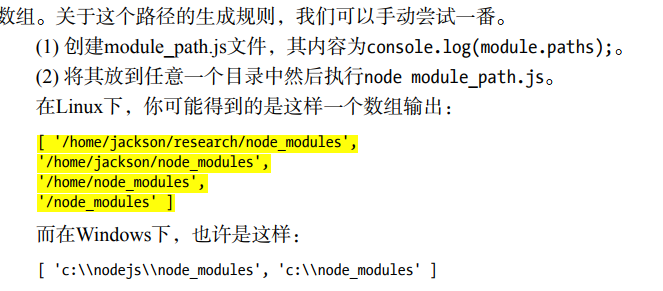 数组。关于这个路径的生成规则，我们可以手动尝试一番。
(1) 创建module_path.js文件，其内容为console.log(module.paths);。
(2) 将其放到任意一个目录中然后执行node module_path.js。
在Linux下，你可能得到的是这样一个数组输出：
[ '/home/jackson/research/node_modules',
'/home/jackson/node_modules',
'/home/node_modules',
'/node_modules' ]
而在Windows下，也许是这样：
[ 'c:\\nodejs\\node_modules', 'c:\\node_modules' ]